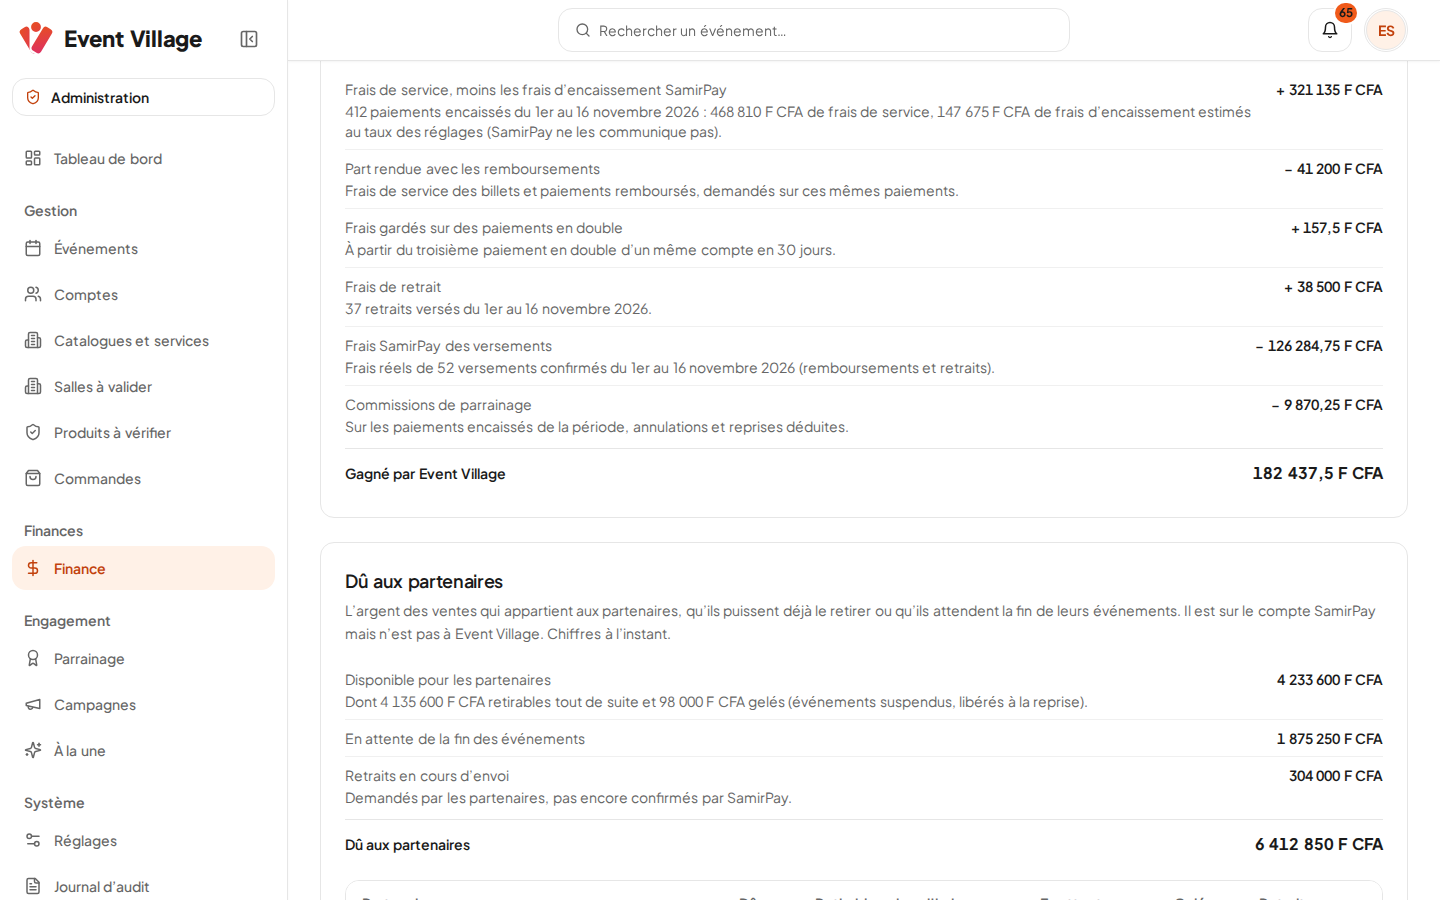 Event Village
Rechercher un événement…
65
ES
Administration
Tableau de bord
Gestion
Événements
Comptes
Catalogues et services
Salles à valider
Produits à vérifier
Commandes
Finances
Finance
Engagement
Parrainage
Campagnes
À la une
Système
Réglages
Journal d’audit
Frais de service, moins les frais d’encaissement SamirPay
+ 321 135 F CFA
412 paiements encaissés du 1er au 16 novembre 2026 : 468 810 F CFA de frais de service, 147 675 F CFA de frais d’encaissement estimés
au taux des réglages (SamirPay ne les communique pas).
Part rendue avec les remboursements
− 41 200 F CFA
Frais de service des billets et paiements remboursés, demandés sur ces mêmes paiements.
Frais gardés sur des paiements en double
+ 157,5 F CFA
À partir du troisième paiement en double d’un même compte en 30 jours.
Frais de retrait
+ 38 500 F CFA
37 retraits versés du 1er au 16 novembre 2026.
Frais SamirPay des versements
− 126 284,75 F CFA
Frais réels de 52 versements confirmés du 1er au 16 novembre 2026 (remboursements et retraits).
Commissions de parrainage
− 9 870,25 F CFA
Sur les paiements encaissés de la période, annulations et reprises déduites.
Gagné par Event Village
182 437,5 F CFA
Dû aux partenaires
L’argent des ventes qui appartient aux partenaires, qu’ils puissent déjà le retirer ou qu’ils attendent la fin de leurs événements. Il est sur le compte SamirPay
mais n’est pas à Event Village. Chiffres à l’instant.
Disponible pour les partenaires
4 233 600 F CFA
Dont 4 135 600 F CFA retirables tout de suite et 98 000 F CFA gelés (événements suspendus, libérés à la reprise).
En attente de la fin des événements
1 875 250 F CFA
Retraits en cours d’envoi
304 000 F CFA
Demandés par les partenaires, pas encore confirmés par SamirPay.
Dû aux partenaires
6 412 850 F CFA